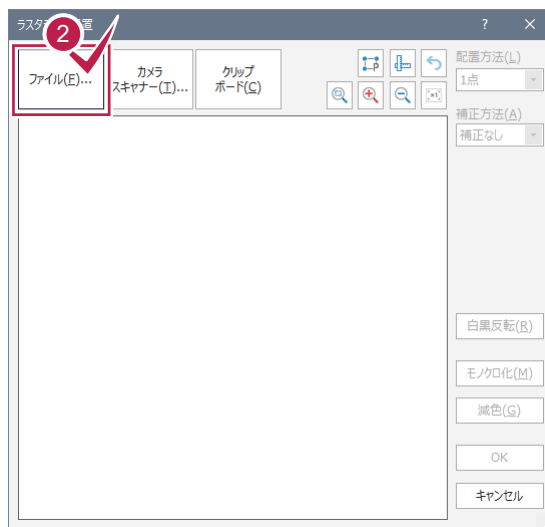 ラスタ 置
?
2
ファイル(F)...
カメラ
スキャナー(I)...
クリップ
ボード(C)
配置方法(L)
1点
補正方法(A)
補正なし
×1
白黒反転(R)
モノクロ化(M)
減色(G)
OK
キャンセル